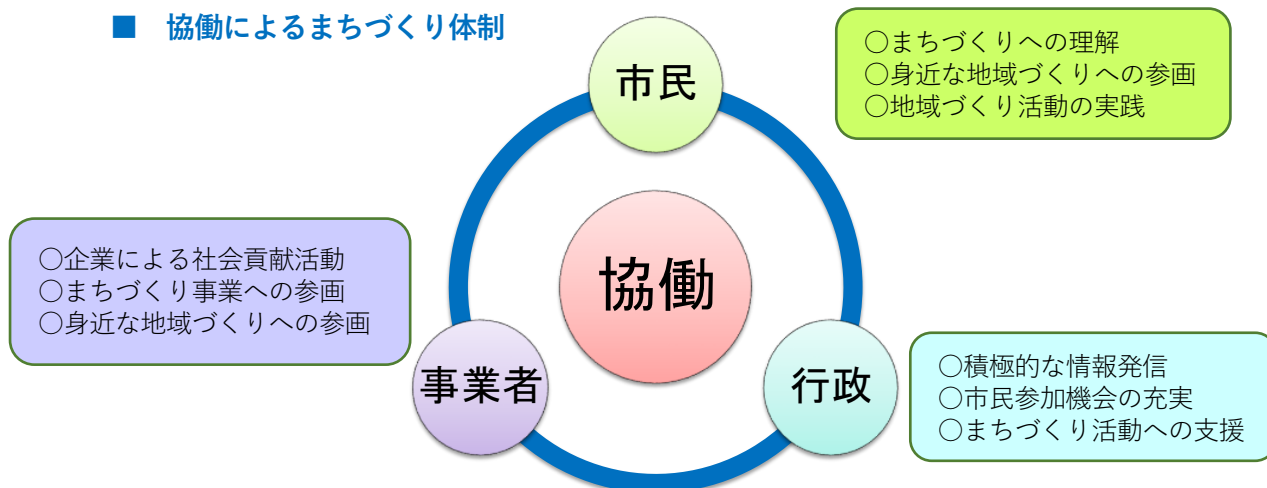 ■ 協働によるまちづくり体制
市民
○まちづくりへの理解
○身近な地域づくりへの参画
○地域づくり活動の実践
協働
○企業による社会貢献活動
○まちづくり事業への参画
○身近な地域づくりへの参画
事業者
行政
○積極的な情報発信
○市民参加機会の充実
○まちづくり活動への支援